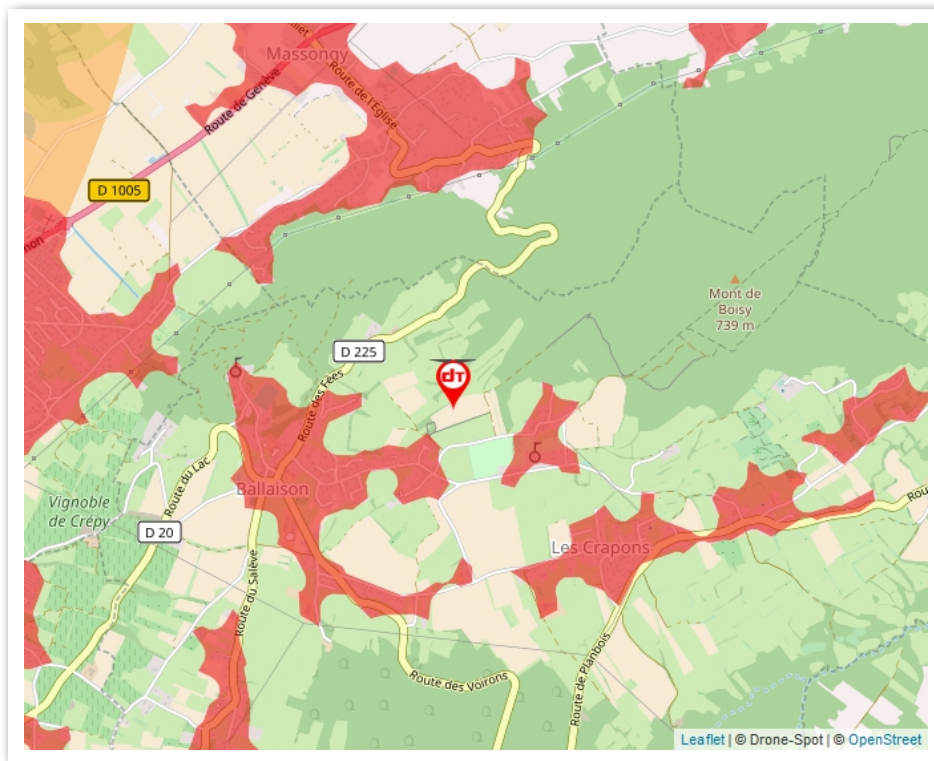 Massongy
Route de Genève
Route de l'Église
D 1005
Mont de
Boisy
739 m
D 225
dT
Route des Fées
Route du Lac
Ballaison
Vignoble
de Crépy
D 20
Les Crapons
Route du Salève
Route de Planbois
Route des Voirons
Leaflet | © Drone-Spot | © OpenStreet